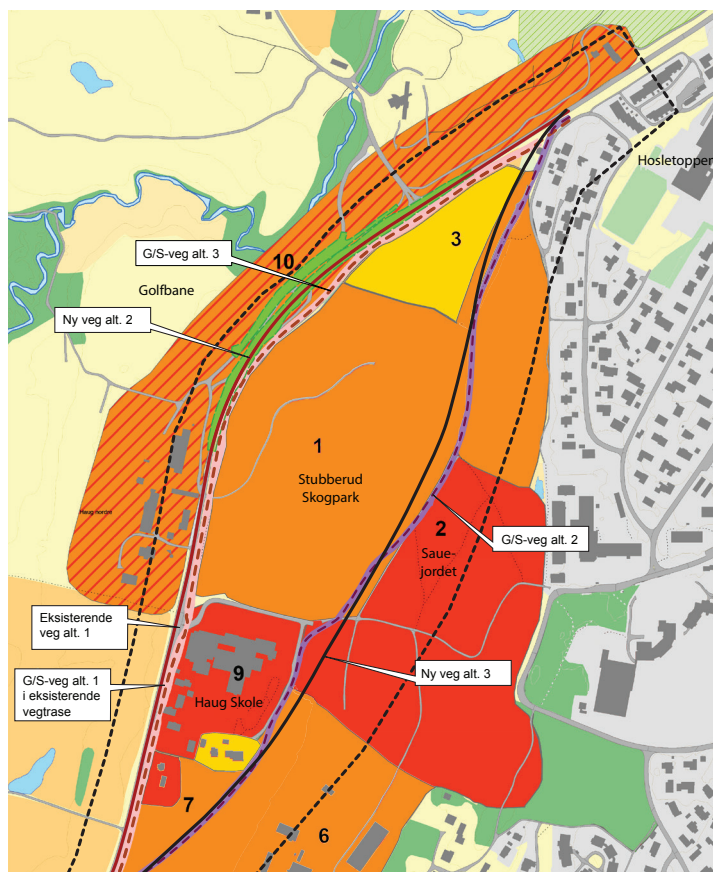 Hosletoppen
3
G/S-veg alt. 3
10
Golfbane
Ny veg alt. 2
1
Stubberud
Skogpark
2
Saue-
jordet
G/S-veg alt. 2
Haug nordre
Eksisterende
veg alt. 1
G/S-veg alt. 1
i eksisterende
vegtrase
9
Haug Skole
Ny veg alt. 3
7
6